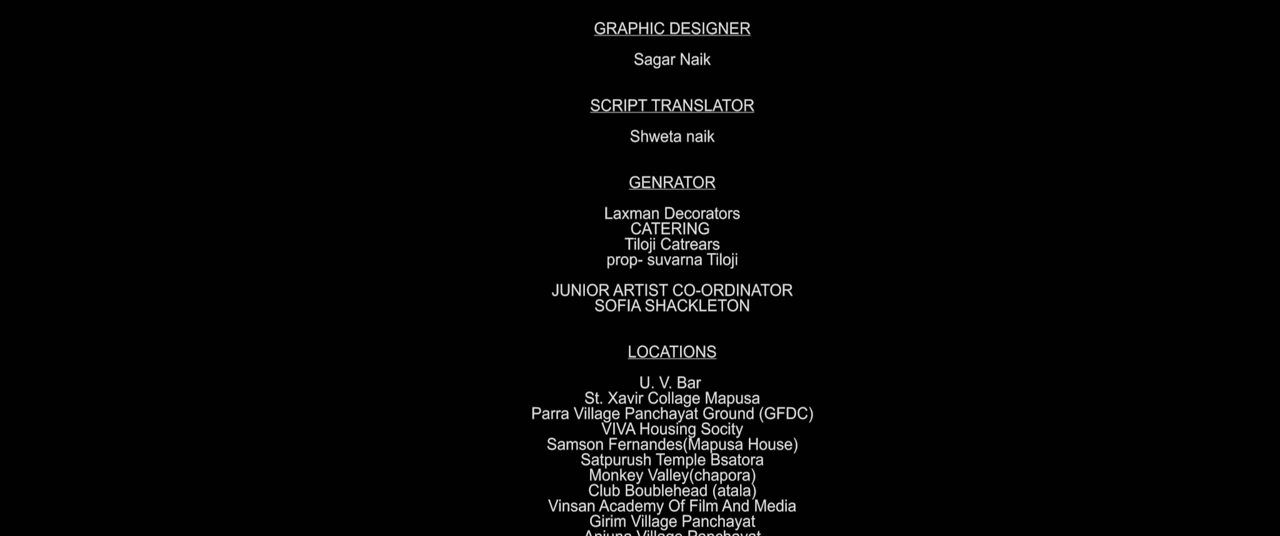 GRAPHIC DESIGNER
Sagar Naik
SCRIPT TRANSLATOR
Shweta naik
GENRATOR
Laxman Decorators
CATERING
Tiloji Catrears
prop- suvarna Tiloji
JUNIOR ARTIST CO-ORDINATOR
SOFIA SHACKLETON
LOCATIONS
U. V. Bar
St. Xavir Collage Mapusa
Parra Village Panchayat Ground (GFDC)
VIVA Housing Socity
Samson Fernandes(Mapusa House)
Satpurush Temple Bsatora
Monkey Valley(chapora)
Club Boublehead (atala)
Vinsan Academy Of Film And Media
Girim Village Panchayat
Anjuna Village Panchayat